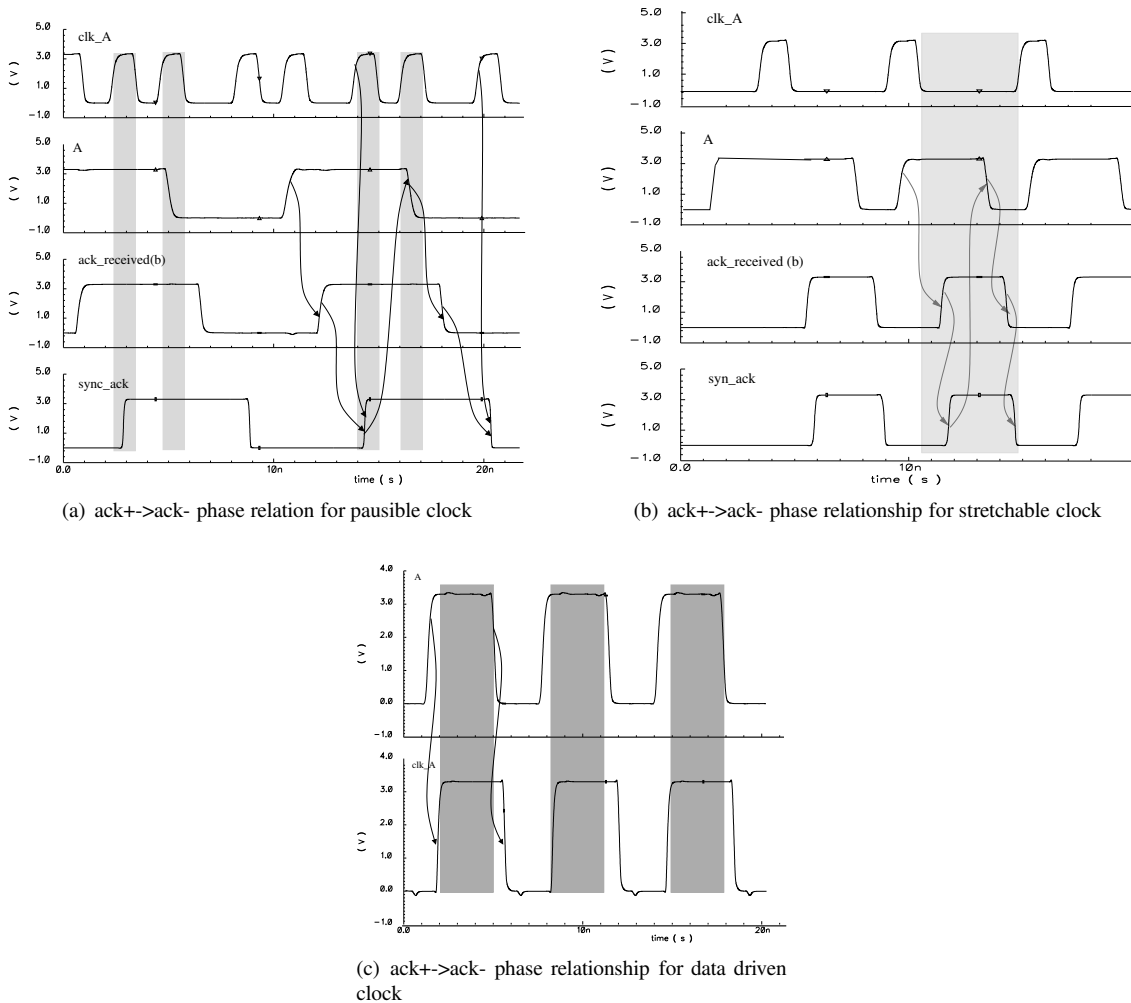 5.0
clk_A
3.0
( V )
1.0
−1.0
5.0
A
3.0
( V )
1.0
−1.0
5.0
ack_received(b)
3.0
( V )
1.0
−1.0
5.0
sync_ack
3.0
( V )
1.0
−1.0
0.0
10n
20n
time ( s )
(a) ack+->ack- phase relation for pausible clock
5.0
clk_A
3.0
( V )
1.0
−1.0
5.0
A
3.0
( V )
1.0
−1.0
5.0
ack_received (b)
3.0
( V )
1.0
−1.0
5.0
syn_ack
3.0
( V )
1.0
−1.0
0.0
10n
time ( s )
(b) ack+->ack- phase relationship for stretchable clock
4.0
A
3.0
( V )
2.0
1.0
0.0
−1.0
4.0
clk_A
3.0
( V )
2.0
1.0
0.0
−1.0
0.0
10n
20n
time ( s )
(c) ack+->ack- phase relationship for data driven
clock